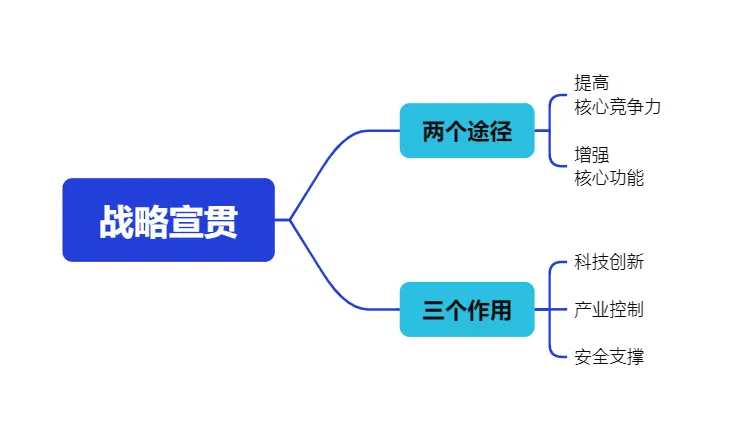 战略宣贯
两个途径
提高
核心竞争力
增强
核心功能
三个作用
科技创新
产业控制
安全支撑